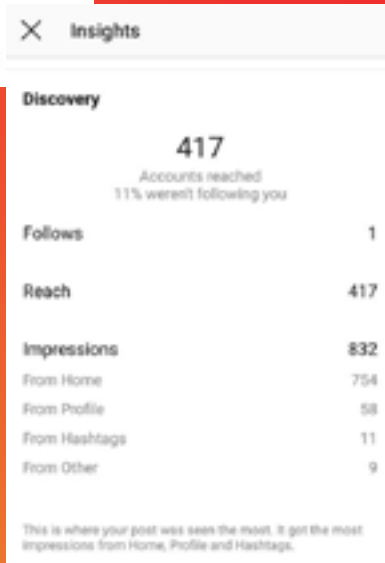 Insights
Discovery
417
Accounts reached
11% weren't following you
Follows 1
Reach 417
Impressions 832
From Home 754
From Profile 58
From Hashtags 11
From Other 9
This is where your post was seen the most. It got the most
impressions from Home, Profile and Hashtags.